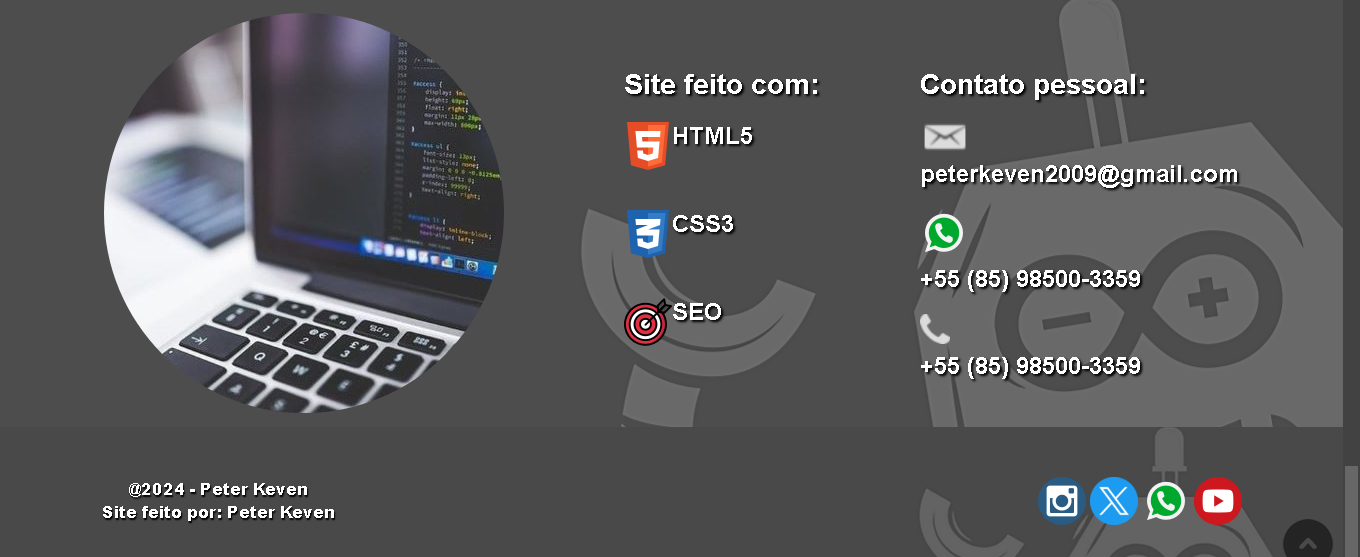 Site feito com:
HTML5
CSS3
SEO
Contato pessoal:
peterkeven2009@gmail.com
+55 (85) 98500-3359
+55 (85) 98500-3359
@2024 - Peter Keven
Site feito por: Peter Keven